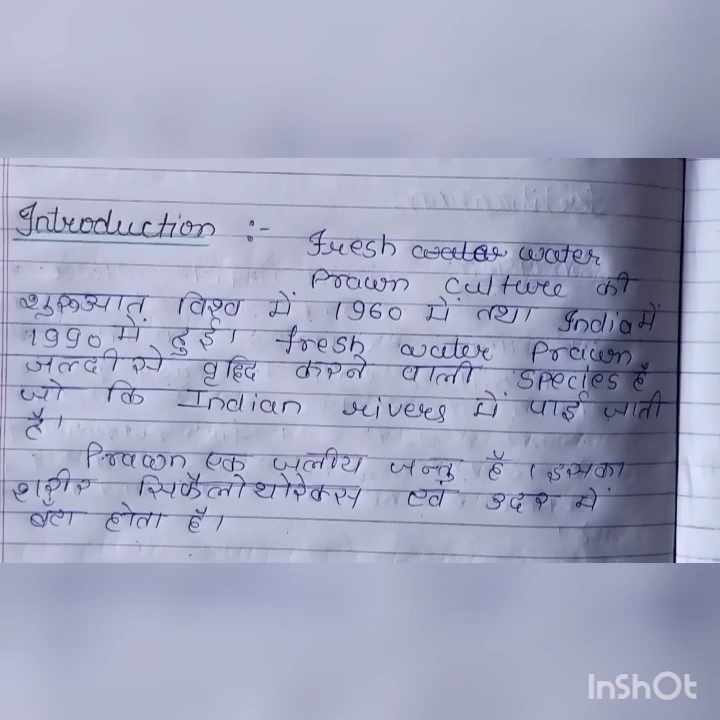 Introduction :-
Fresh water water
Prawn culture की
शुरुआत विश्व में 1960 में तथा India में
1990 में हुई। fresh water Prawn
जल्दी से वृध्दि करने वाली species है
जो कि Indian rivers में पाई जाती
है।
Prawn एक जलीय जन्तु है। इसका
शरीर सिफैलोथोरेक्स एवं उदर में
बँटा होता है।
InShOt